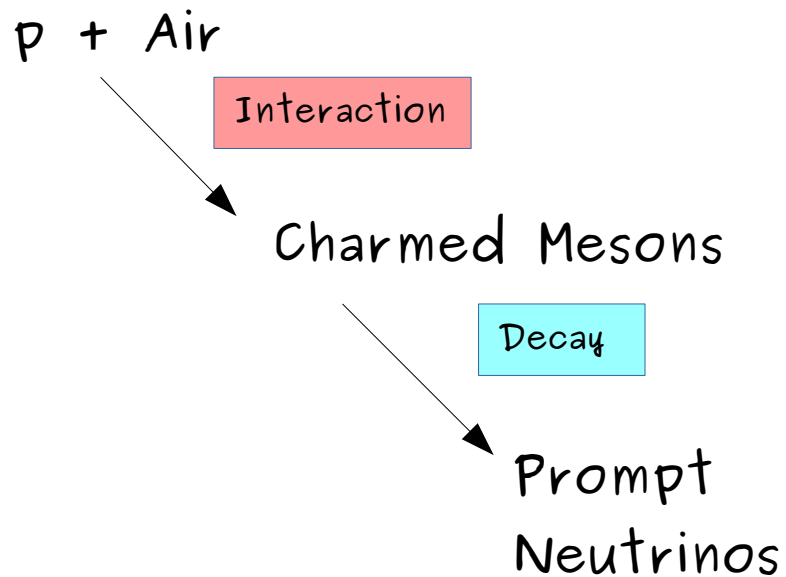 p + Air
Interaction
Charmed Mesons
Decay
Prompt
Neutrinos